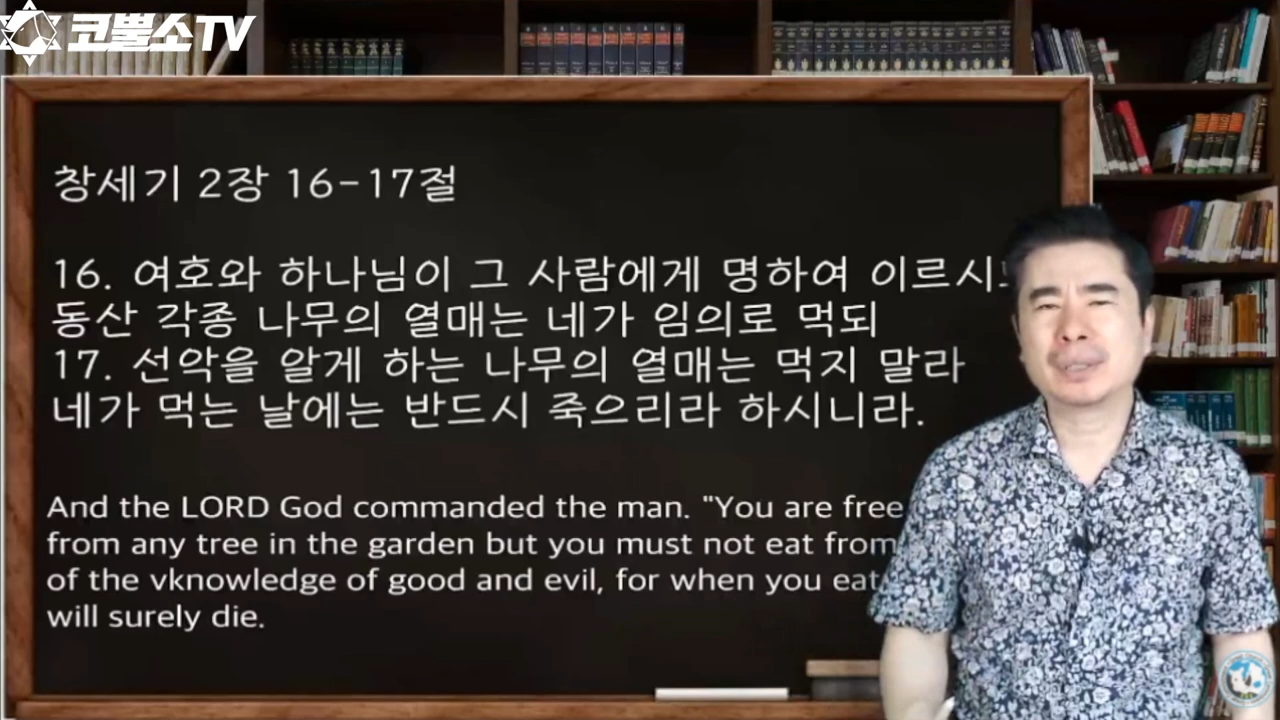 코뿔소TV
창세기 2장 16-17절
16. 여호와 하나님이 그 사람에게 명하여 이르시
동산 각종 나무의 열매는 네가 임의로 먹되
17. 선악을 알게 하는 나무의 열매는 먹지 말라
네가 먹는 날에는 반드시 죽으리라 하시니라.
And the LORD God commanded the man. "You are free
from any tree in the garden but you must not eat from
of the vknowledge of good and evil, for when you eat
will surely die.